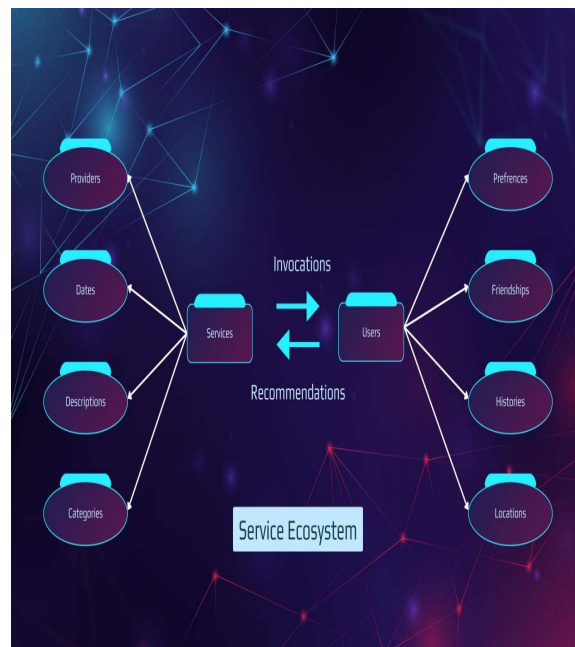 Providers
Prefrences
Invocations
Dates
Friendships
Services
Users
Recommendations
Descriptions
Histories
Categories
Locations
Service Ecosystem